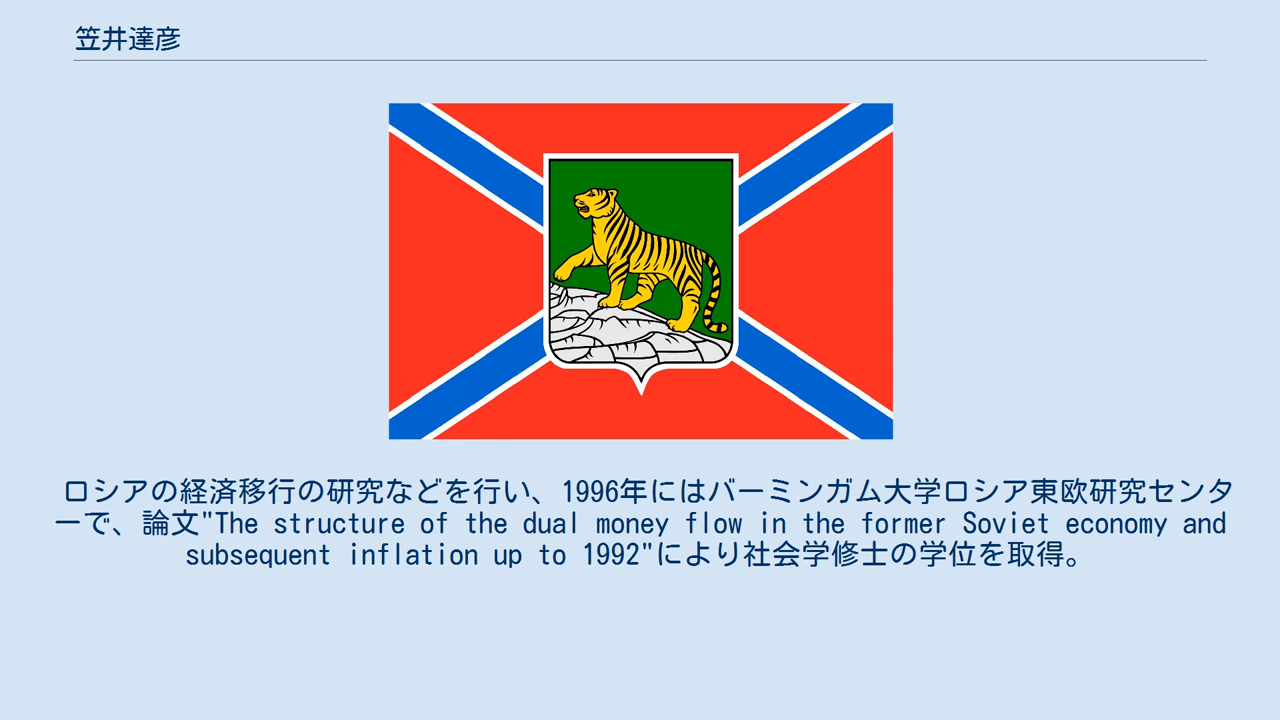 笠井達彦
ロシアの経済移行の研究などを行い、1996年にはバーミンガム大学ロシア東欧研究センタ
ーで、論文"The structure of the dual money flow in the former Soviet economy and
subsequent inflation up to 1992"により社会学修士の学位を取得。